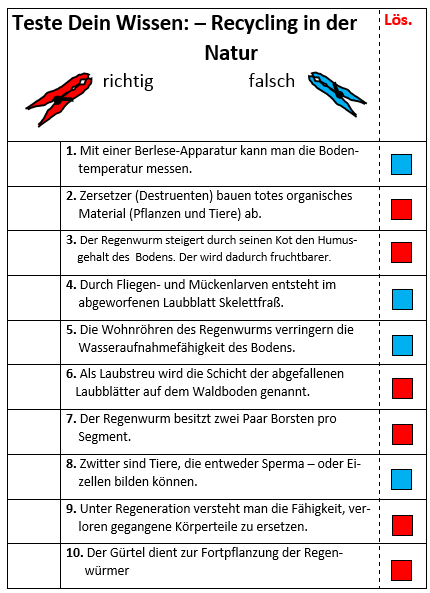 Teste Dein Wissen: – Recycling in der
Natur
Lös.
richtig
falsch
1. Mit einer Berlese-Apparatur kann man die Boden-
temperatur messen.
2. Zersetzer (Destruenten) bauen totes organisches
Material (Pflanzen und Tiere) ab.
3. Der Regenwurm steigert durch seinen Kot den Humus-
gehalt des Bodens. Der wird dadurch fruchtbarer.
4. Durch Fliegen- und Mückenlarven entsteht im
abgeworfenen Laubblatt Skelettfraß.
5. Die Wohnröhren des Regenwurms verringern die
Wasseraufnahmefähigkeit des Bodens.
6. Als Laubstreu wird die Schicht der abgefallenen
Laubblätter auf dem Waldboden genannt.
7. Der Regenwurm besitzt zwei Paar Borsten pro
Segment.
8. Zwitter sind Tiere, die entweder Sperma – oder Ei-
zellen bilden können.
9. Unter Regeneration versteht man die Fähigkeit, ver-
loren gegangene Körperteile zu ersetzen.
10. Der Gürtel dient zur Fortpflanzung der Regen-
würmer